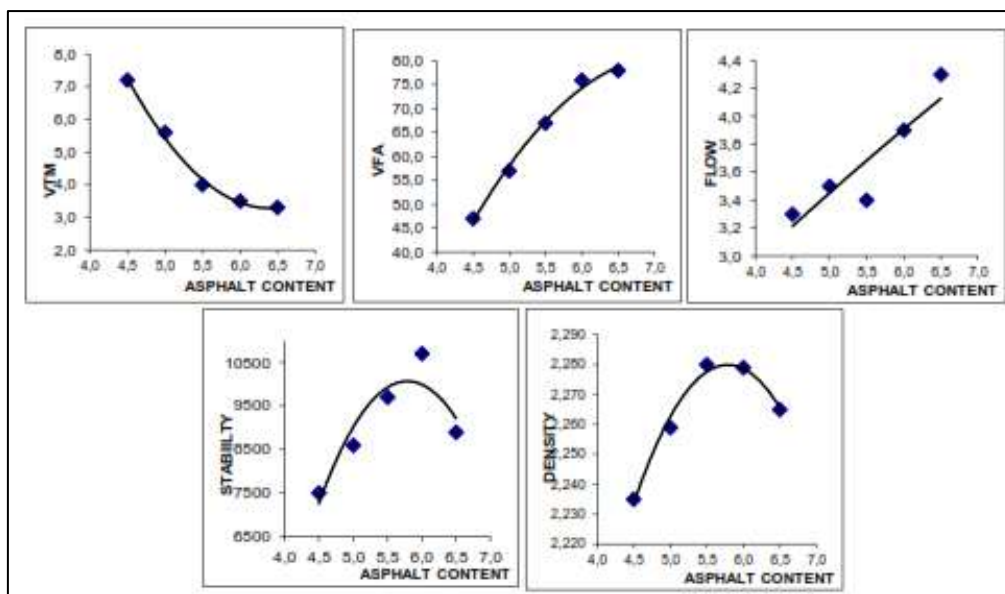 VTM
8,0
7,0
6,0
5,0
4,0
3,0
2,0
4,0 4,5 5,0 5,5 6,0 6,5 7,0
ASPHALT CONTENT
VFA
80,0
75,0
70,0
65,0
60,0
55,0
50,0
45,0
40,0
4,0 4,5 5,0 5,5 6,0 6,5 7,0
ASPHALT CONTENT
FLOW
4,4
4,2
4,0
3,8
3,6
3,4
3,2
3,0
4,0 4,5 5,0 5,5 6,0 6,5 7,0
ASPHALT CONTENT
STABIILTY
10500
9500
8500
7500
6500
4,0 4,5 5,0 5,5 6,0 6,5 7,0
ASPHALT CONTENT
DENSITY
2,290
2,280
2,270
2,260
2,250
2,240
2,230
2,220
4,0 4,5 5,0 5,5 6,0 6,5 7,0
ASPHALT CONTENT